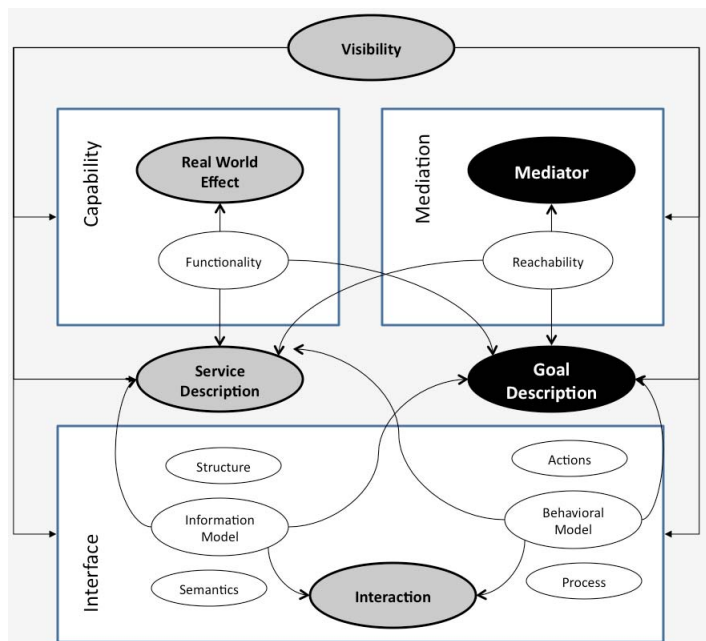 Visibility
Capability
Real World
Effect
Functionality
Mediation
Mediator
Reachability
Service
Description
Goal
Description
Interface
Structure
Information
Model
Semantics
Actions
Behavioral
Model
Process
Interaction